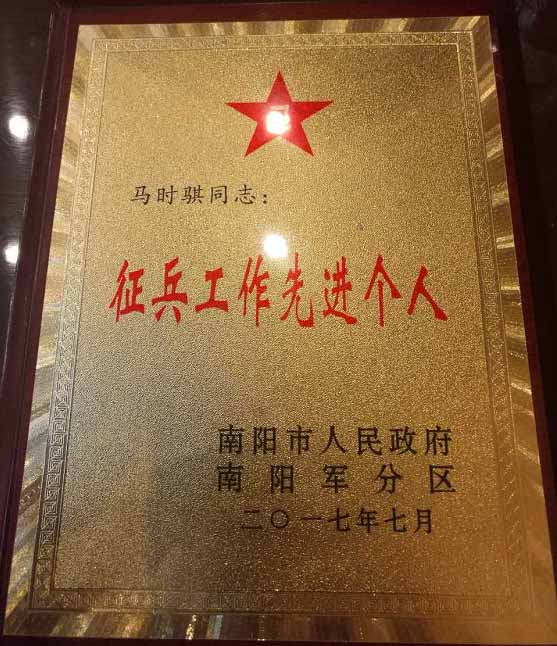 马时骐同志：
征兵工作先进个人
南阳市人民政府
南阳军分区
二〇一七年七月